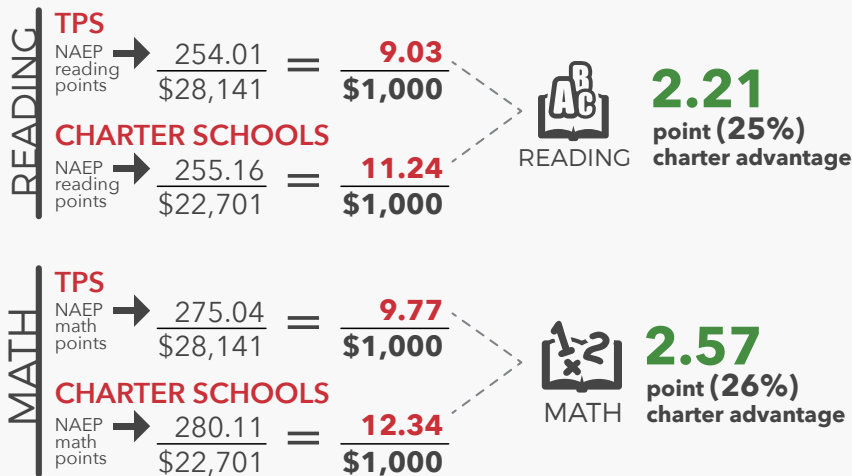 READING
TPS
NAEP
reading
points
254.01
$28,141
=
9.03
$1,000
CHARTER SCHOOLS
NAEP
reading
points
255.16
$22,701
=
11.24
$1,000
ABC
READING
2.21
point (25%)
charter advantage
MATH
TPS
NAEP
math
points
275.04
$28,141
=
9.77
$1,000
CHARTER SCHOOLS
NAEP
math
points
280.11
$22,701
=
12.34
$1,000
1x2
MATH
2.57
point (26%)
charter advantage